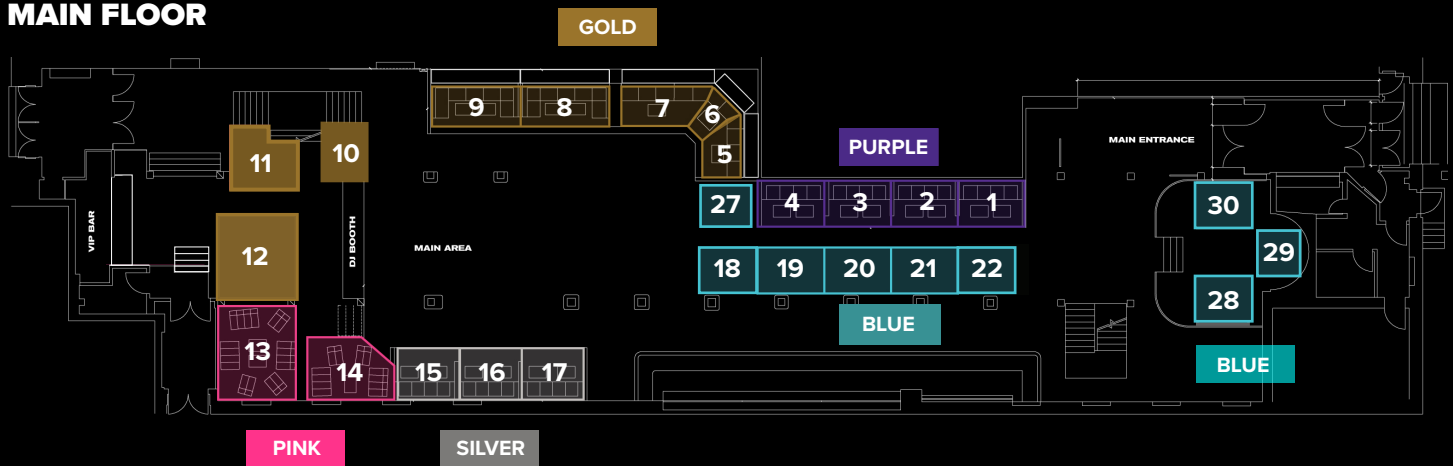 MAIN FLOOR
GOLD
9
8
7
6
5
11
10
PURPLE
MAIN ENTRANCE
4
3
2
1
27
30
29
28
VIP BAR
12
DJ BOOTH
MAIN AREA
18
19
20
21
22
BLUE
BLUE
13
14
15
16
17
PINK
SILVER